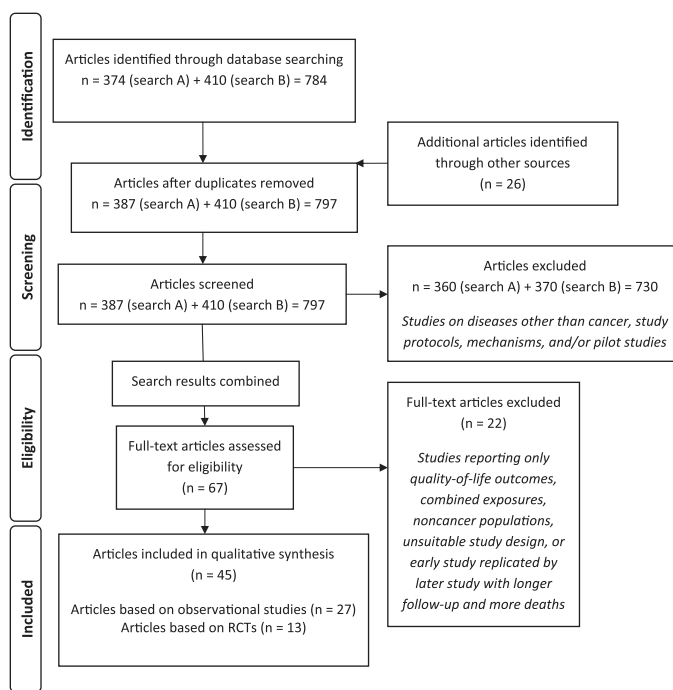 Identification
Articles identified through database searching
n = 374 (search A) + 410 (search B) = 784
Additional articles identified
through other sources
(n = 26)
Articles after duplicates removed
n = 387 (search A) + 410 (search B) = 797
Screening
Articles screened
n = 387 (search A) + 410 (search B) = 797
Articles excluded
n = 360 (search A) + 370 (search B) = 730
Studies on diseases other than cancer, study
protocols, mechanisms, and/or pilot studies
Search results combined
Eligibility
Full-text articles assessed
for eligibility
(n = 67)
Full-text articles excluded
(n = 22)
Studies reporting only
quality-of-life outcomes,
combined exposures,
noncancer populations,
unsuitable study design, or
early study replicated by
later study with longer
follow-up and more deaths
Included
Articles included in qualitative synthesis
(n = 45)
Articles based on observational studies (n = 27)
Articles based on RCTs (n = 13)